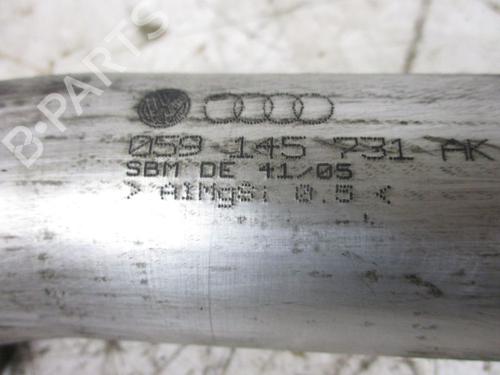 B-PARTS
059 145 731 AK
SBM DE 41/05
> AlMgSi 0.5 <